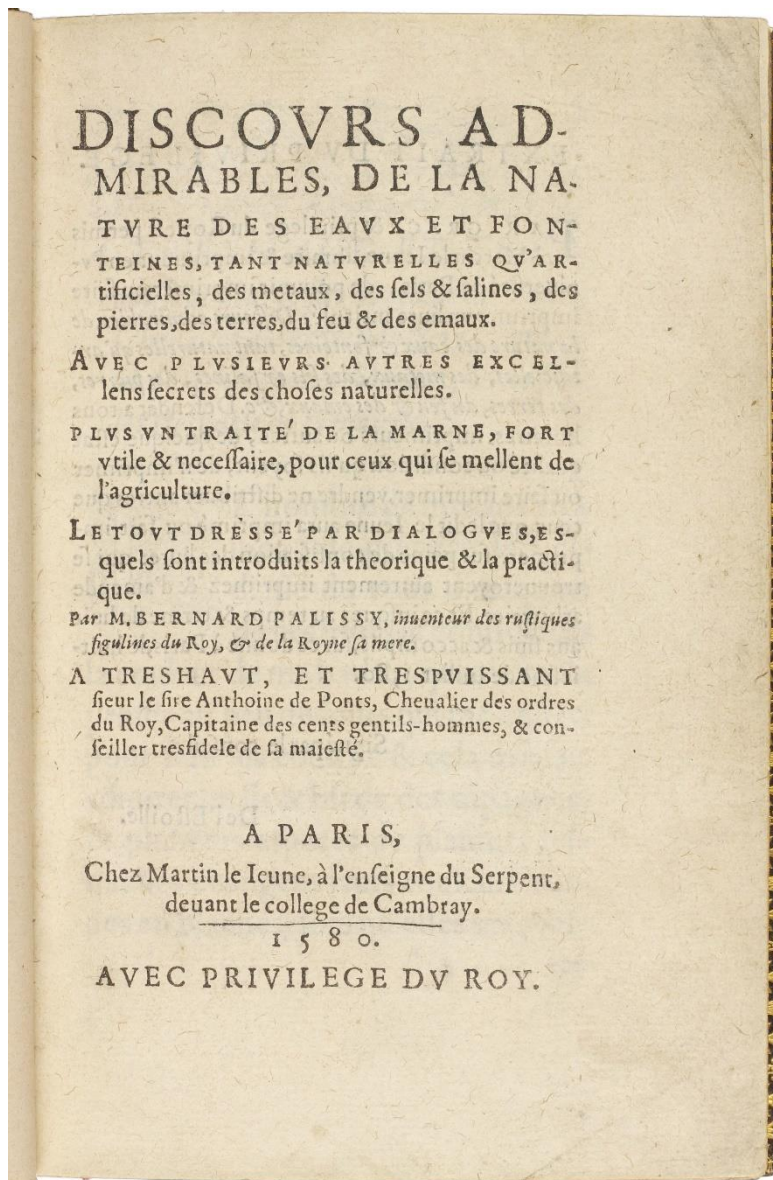 DISCOVRS AD-
MIRABLES, DE LA NA-
TVRE DES EAVX ET FON-
TEINES, TANT NATVRELLES QV'AR-
tificielles, des metaux, des ſels & ſalines, des
pierres, des terres, du feu & des emaux.
AVEC PLVSIEVRS AVTRES EXCEL-
lens ſecrets des choſes naturelles.
PLVS VN TRAITE' DE LA MARNE, FORT
vtile & neceſſaire, pour ceux qui ſe mellent de
l'agriculture.
LE TOVT DRESSE' PAR DIALOGVES, ES-
quels ſont introduits la theorique & la practi-
que.
Par M. BERNARD PALISSY, inuenteur des ruſtiques
figulines du Roy, & de la Royne ſa mere.
A TRESHAVT, ET TRESPVISSANT
ſieur le ſire Anthoine de Ponts, Cheualier des ordres
du Roy, Capitaine des cents gentils-hommes, & con-
ſeiller tresfidele de ſa maieſté.
A PARIS,
Chez Martin le Ieune, à l'enſeigne du Serpent,
deuant le college de Cambray.
1580.
AVEC PRIVILEGE DV ROY.